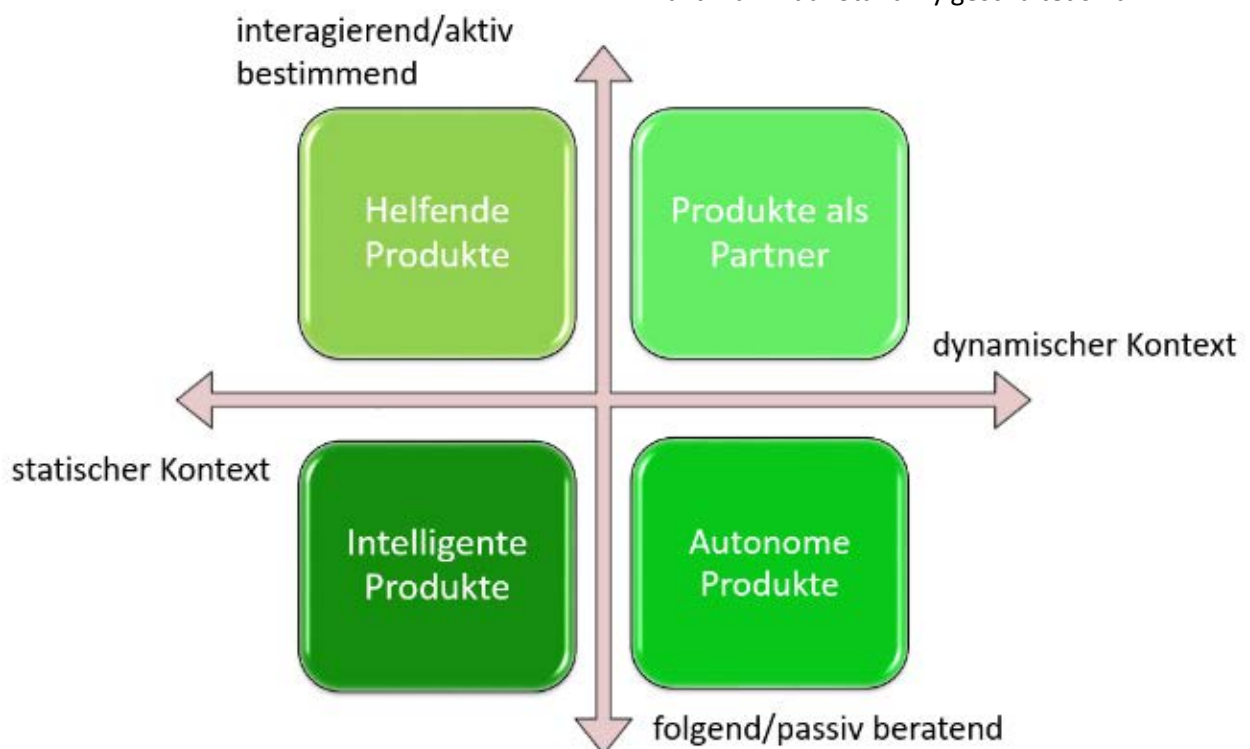 interagierend/aktiv
bestimmend
Helfende
Produkte
Produkte als
Partner
dynamischer Kontext
statischer Kontext
Intelligente
Produkte
Autonome
Produkte
folgend/passiv beratend